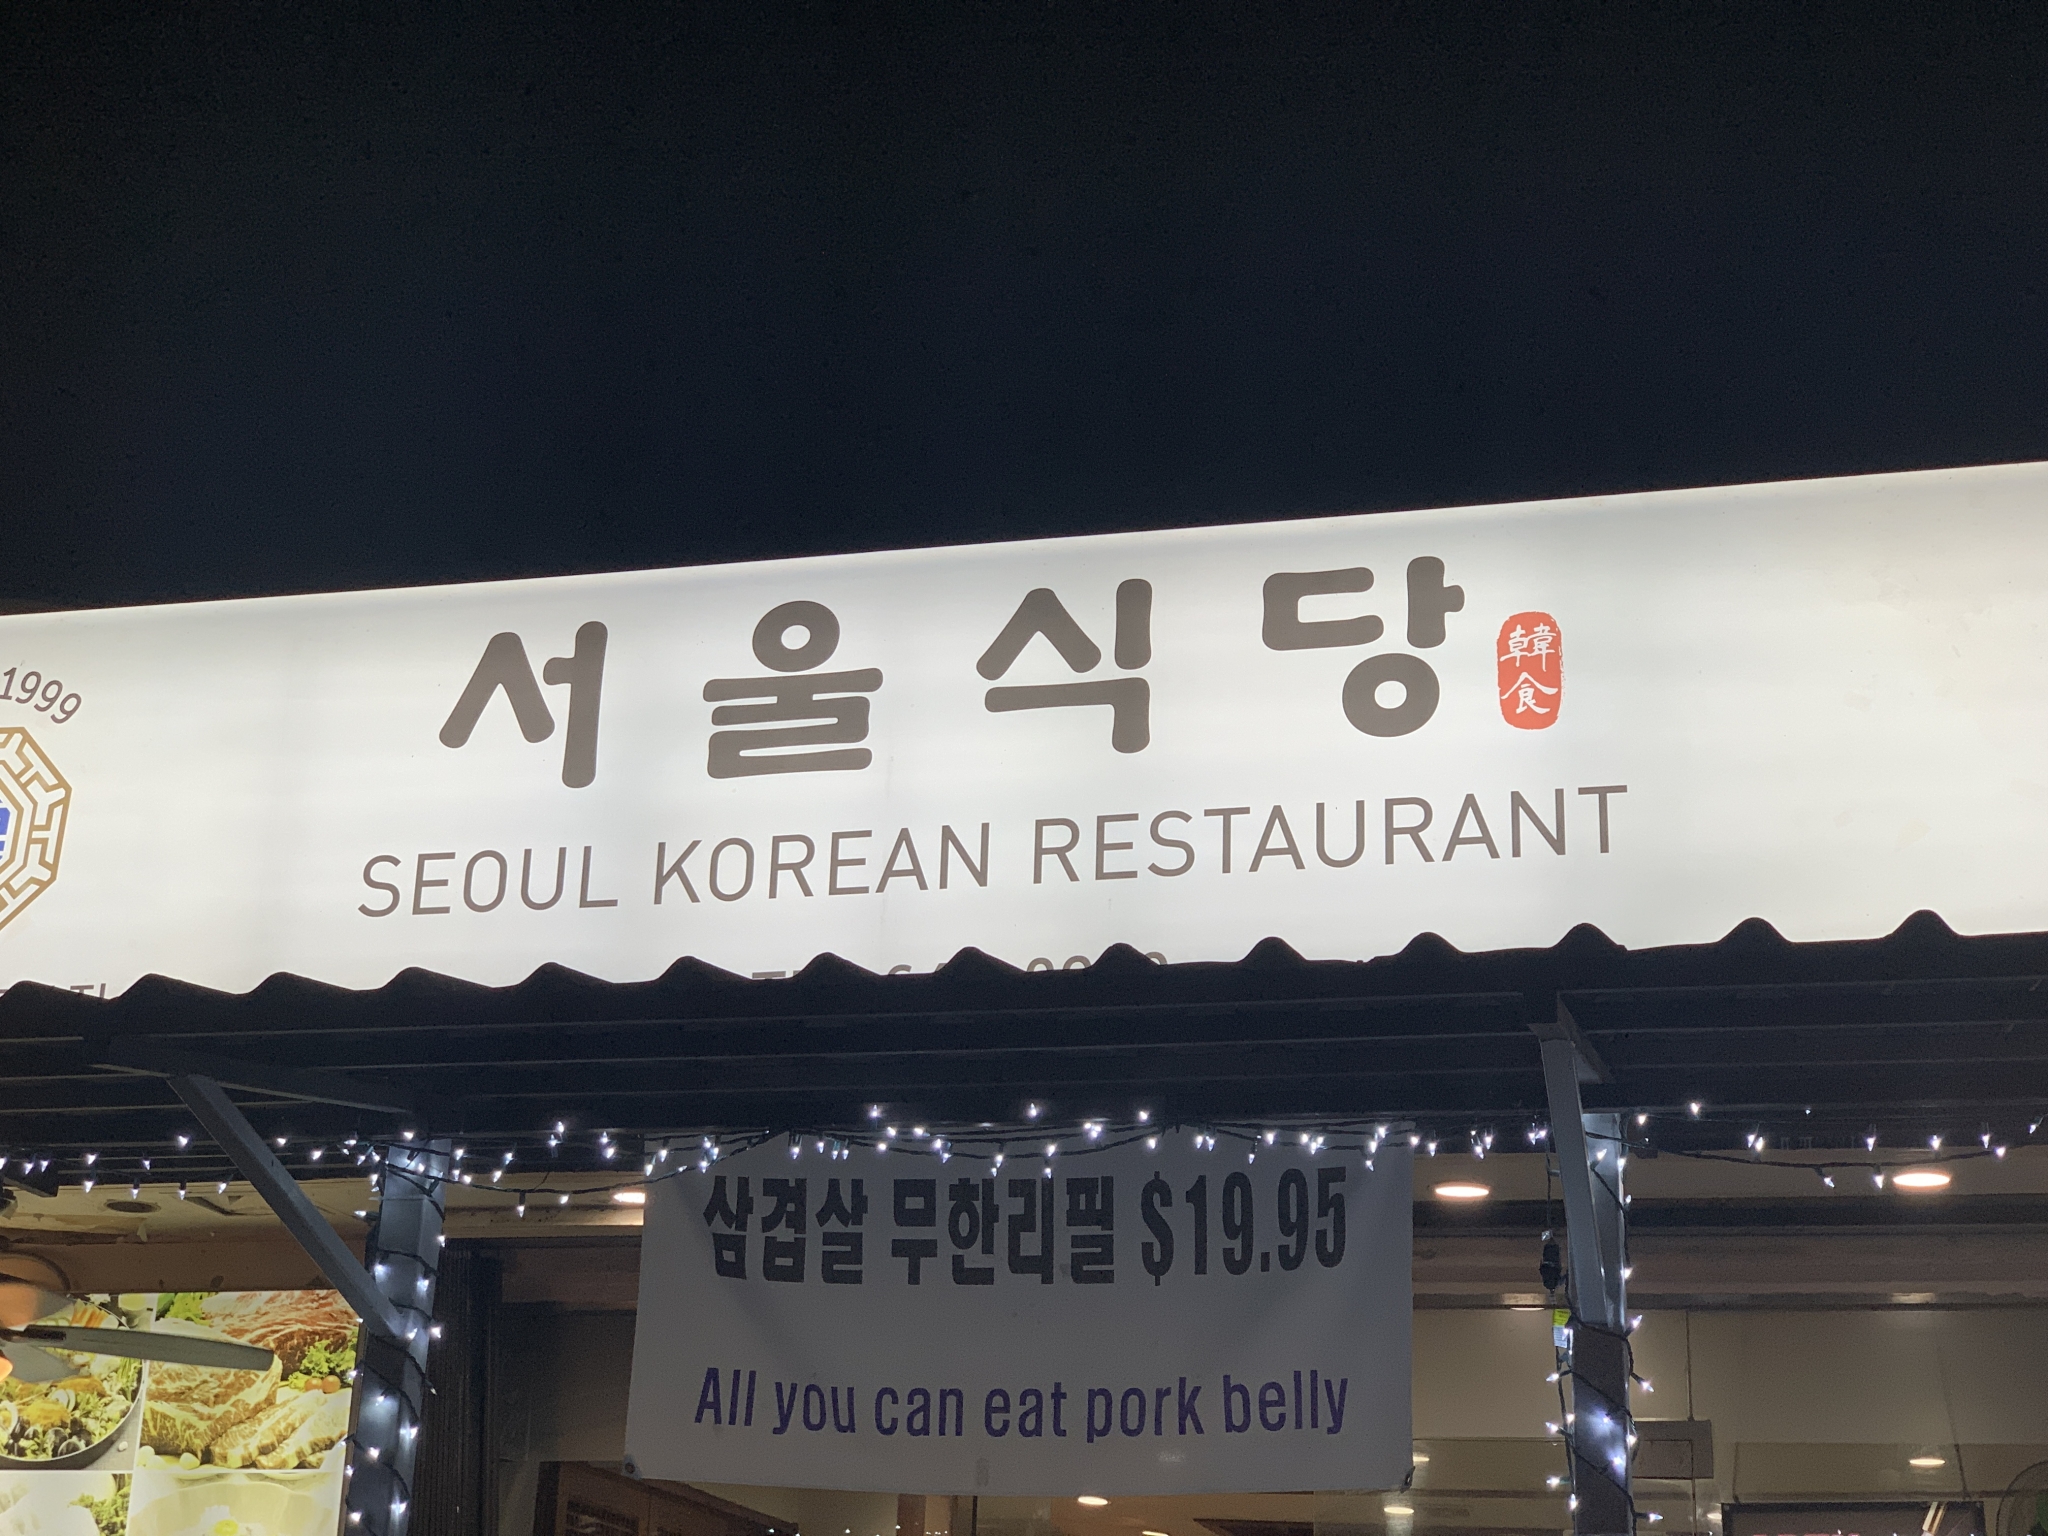 1999
서울식당
韓食
SEOUL KOREAN RESTAURANT
삼겹살 무한리필 $19.95
All you can eat pork belly